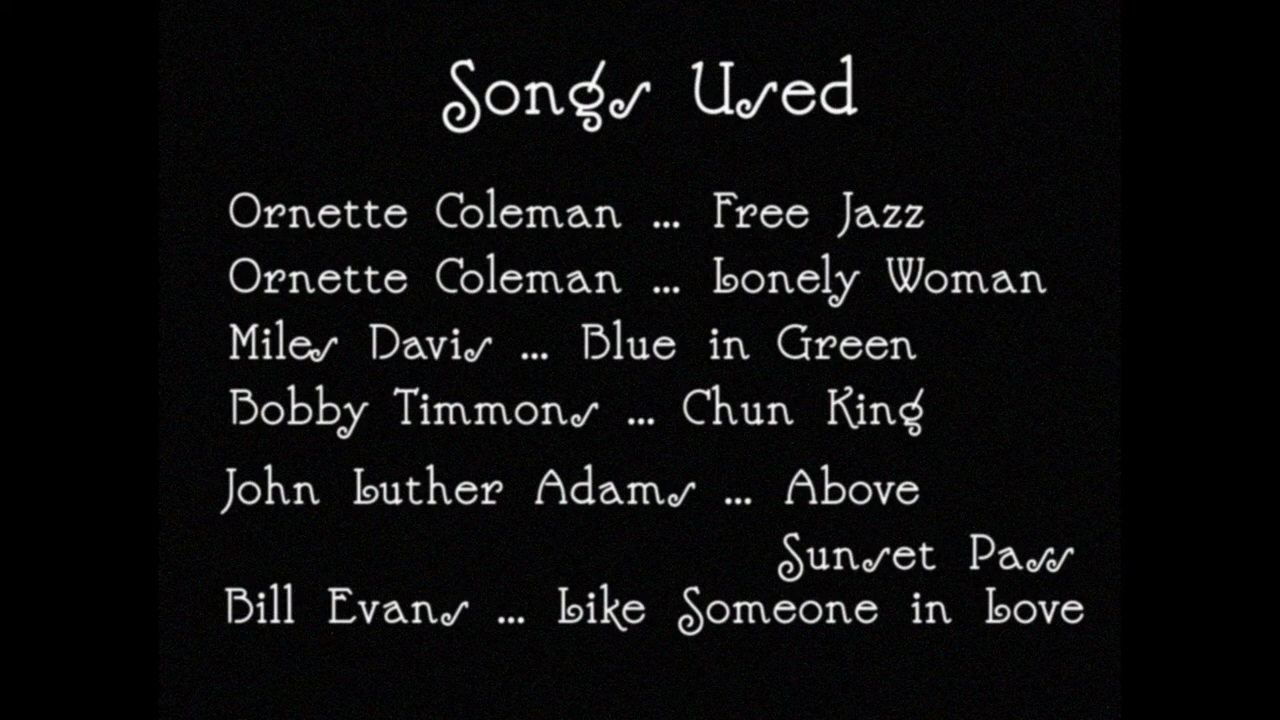 Songs Used
Ornette Coleman ... Free Jazz
Ornette Coleman ... Lonely Woman
Miles Davis ... Blue in Green
Bobby Timmons ... Chun King
John Luther Adams ... Above
Sunset Pass
Bill Evans ... Like Someone in Love